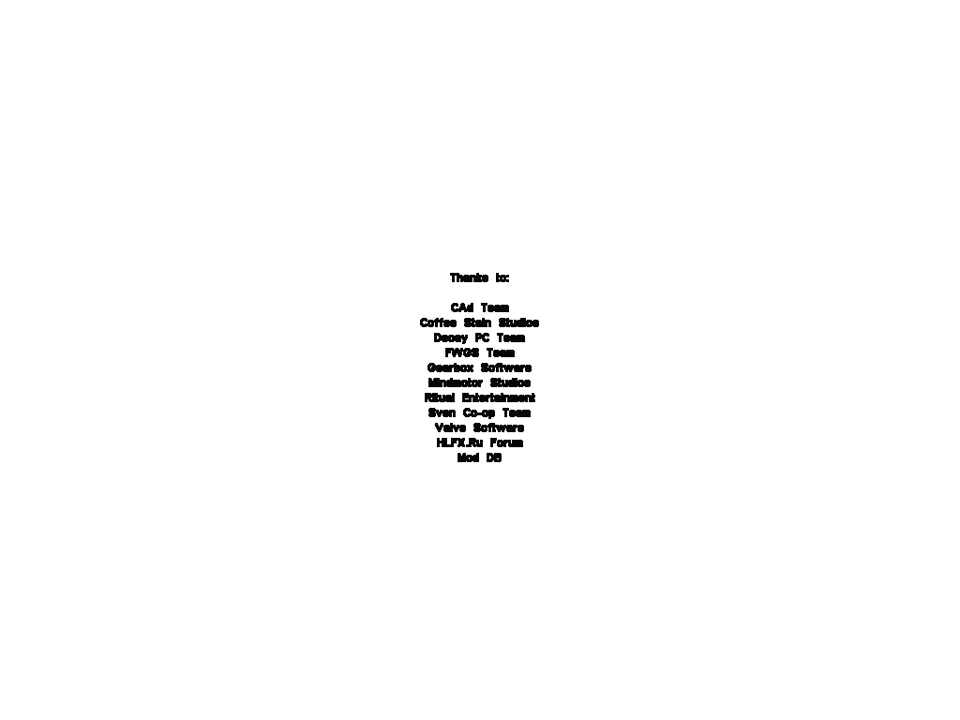 Thanks to:
CAd Team
Coffee Stain Studios
Decay PC Team
FWGS Team
Gearbox Software
Mindmotor Studios
Ritual Entertainment
Sven Co-op Team
Valve Software
HLFX.Ru Forum
Mod DB